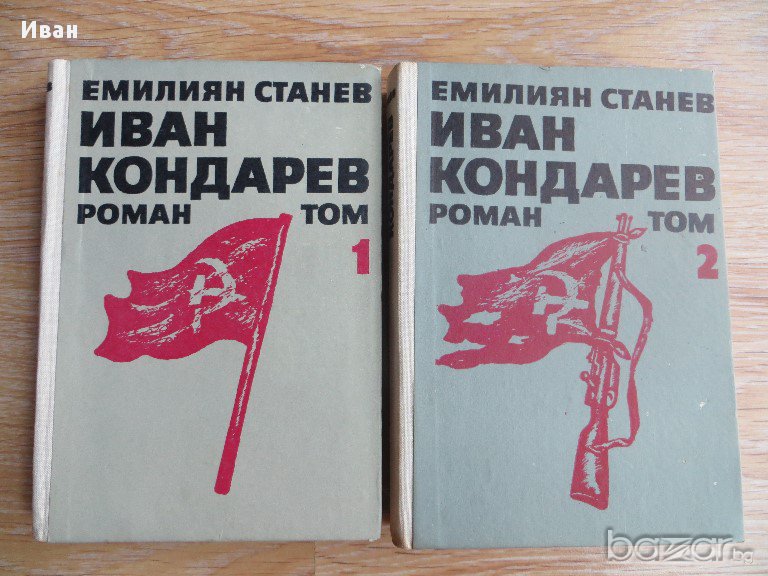 Иван
ЕМИЛИЯН СТАНЕВ
ИВАН
КОНДАРЕВ
РОМАН ТОМ
1
ЕМИЛИЯН СТАНЕВ
ИВАН
КОНДАРЕВ
РОМАН ТОМ
2
bazar.bg